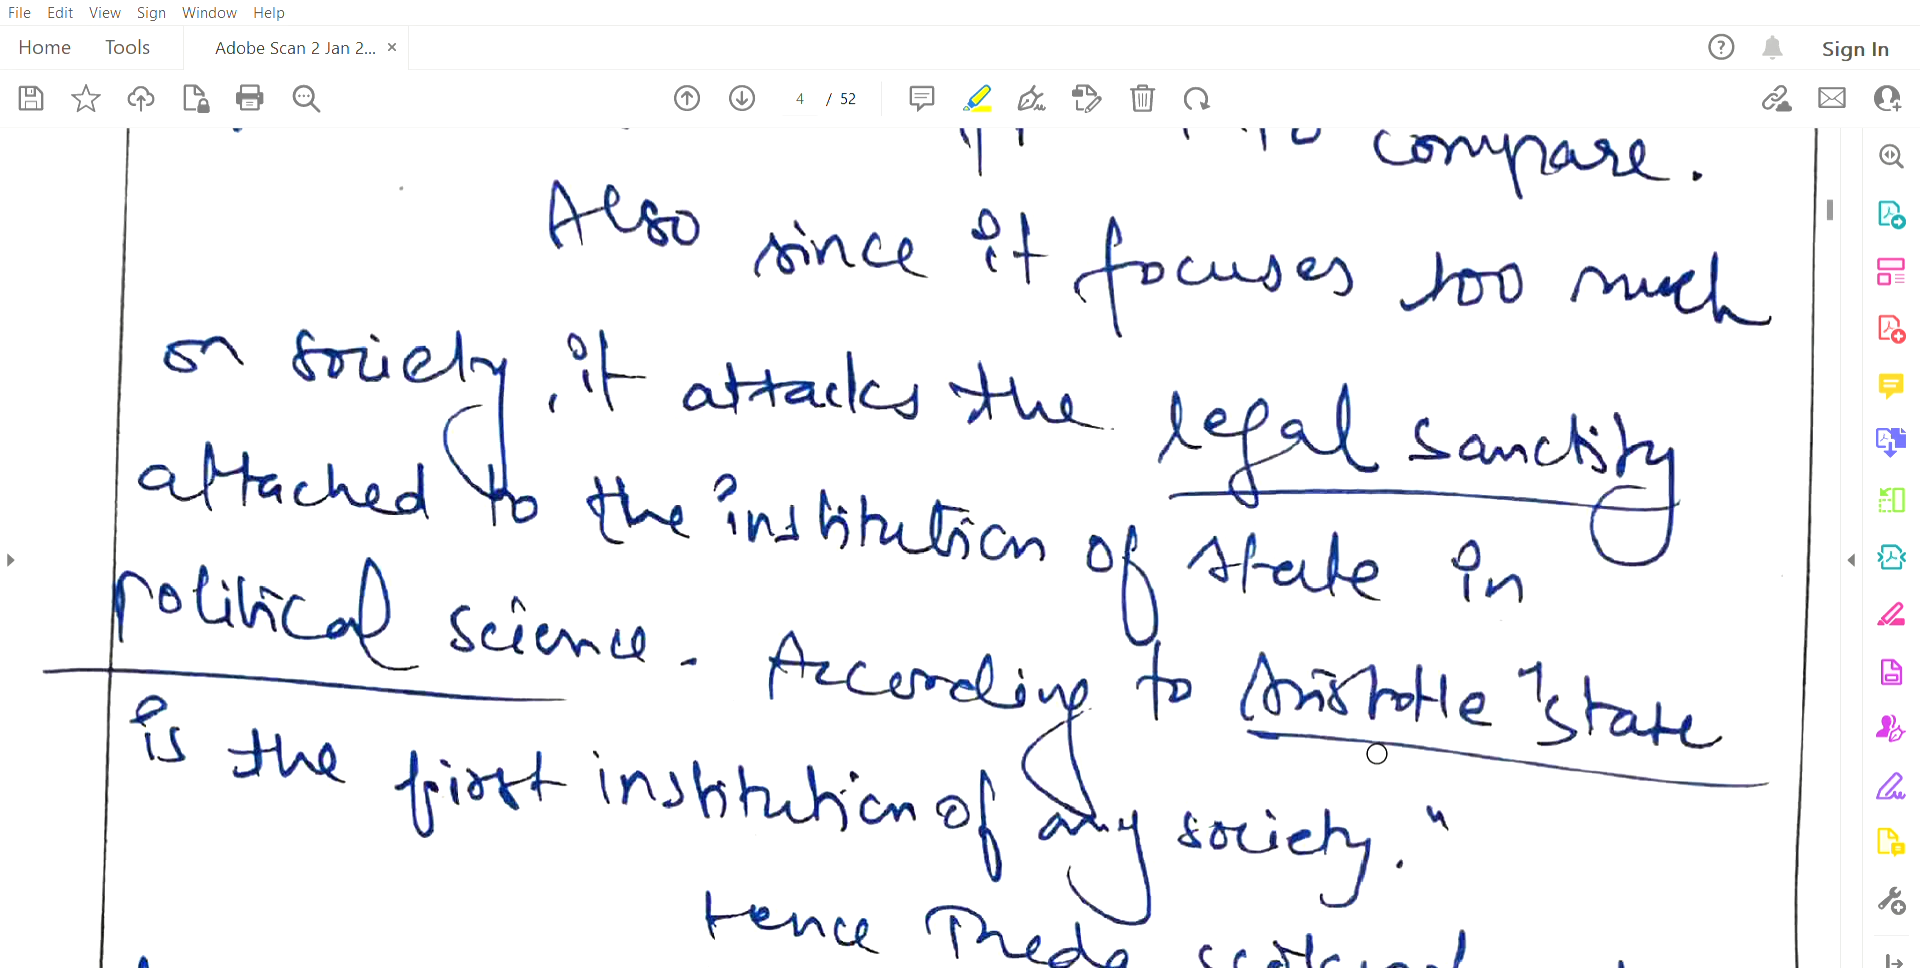 File Edit View Sign Window Help
Home Tools Adobe Scan 2 Jan 2... × Sign In
4 / 52
compare.
Also since it focuses too much
on society, it attacks the legal sanctity
attached to the institution of state in
political science. According to Aristotle "state
is the first institution of any society."
Hence Theda